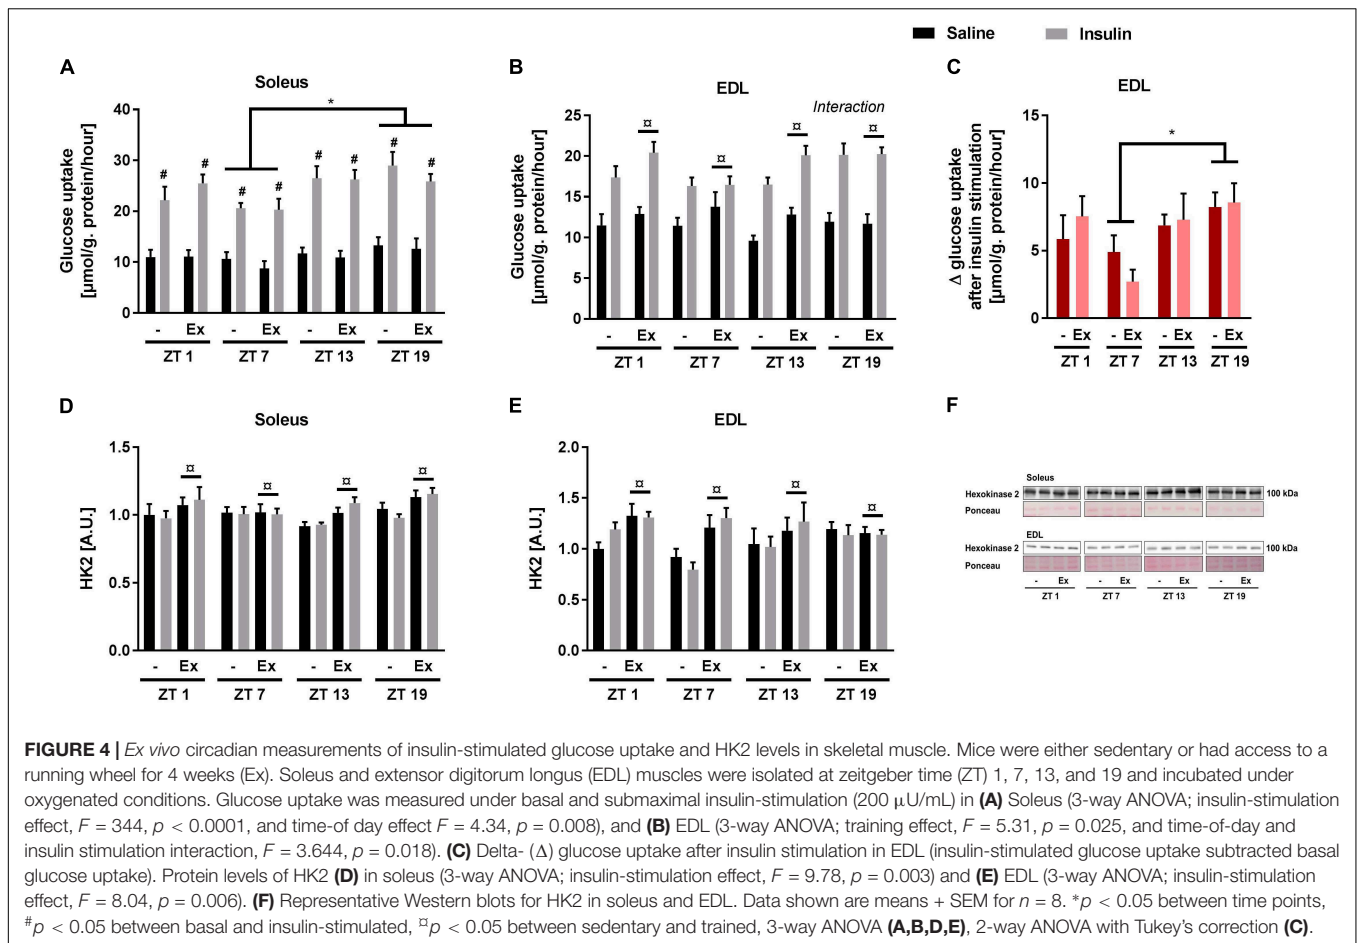 Saline Insulin
A
Soleus
Glucose uptake
[µmol/g. protein/hour]
40
30
20
10
0
*
# # # # # # # #
- Ex - Ex - Ex - Ex
ZT 1 ZT 7 ZT 13 ZT 19
B
EDL
Interaction
Glucose uptake
[µmol/g. protein/hour]
25
20
15
10
5
0
¤ ¤ ¤ ¤
- Ex - Ex - Ex - Ex
ZT 1 ZT 7 ZT 13 ZT 19
C
EDL
Δ glucose uptake
after insulin stimulation
[µmol/g. protein/hour]
15
10
5
0
*
- Ex - Ex - Ex - Ex
ZT 1 ZT 7 ZT 13 ZT 19
D
Soleus
HK2 [A.U.]
1.5
1.0
0.5
0.0
¤ ¤ ¤ ¤
- Ex - Ex - Ex - Ex
ZT 1 ZT 7 ZT 13 ZT 19
E
EDL
HK2 [A.U.]
2.0
1.5
1.0
0.5
0.0
¤ ¤ ¤ ¤
- Ex - Ex - Ex - Ex
ZT 1 ZT 7 ZT 13 ZT 19
F
Soleus
Hexokinase 2 100 kDa
Ponceau
EDL
Hexokinase 2 100 kDa
Ponceau
- Ex - Ex - Ex - Ex
ZT 1 ZT 7 ZT 13 ZT 19
FIGURE 4 | Ex vivo circadian measurements of insulin-stimulated glucose uptake and HK2 levels in skeletal muscle. Mice were either sedentary or had access to a
running wheel for 4 weeks (Ex). Soleus and extensor digitorum longus (EDL) muscles were isolated at zeitgeber time (ZT) 1, 7, 13, and 19 and incubated under
oxygenated conditions. Glucose uptake was measured under basal and submaximal insulin-stimulation (200 µU/mL) in (A) Soleus (3-way ANOVA; insulin-stimulation
effect, F = 344, p < 0.0001, and time-of day effect F = 4.34, p = 0.008), and (B) EDL (3-way ANOVA; training effect, F = 5.31, p = 0.025, and time-of-day and
insulin stimulation interaction, F = 3.644, p = 0.018). (C) Delta- (Δ) glucose uptake after insulin stimulation in EDL (insulin-stimulated glucose uptake subtracted basal
glucose uptake). Protein levels of HK2 (D) in soleus (3-way ANOVA; insulin-stimulation effect, F = 9.78, p = 0.003) and (E) EDL (3-way ANOVA; insulin-stimulation
effect, F = 8.04, p = 0.006). (F) Representative Western blots for HK2 in soleus and EDL. Data shown are means + SEM for n = 8. *p < 0.05 between time points,
#p < 0.05 between basal and insulin-stimulated, ¤p < 0.05 between sedentary and trained, 3-way ANOVA (A,B,D,E), 2-way ANOVA with Tukey's correction (C).